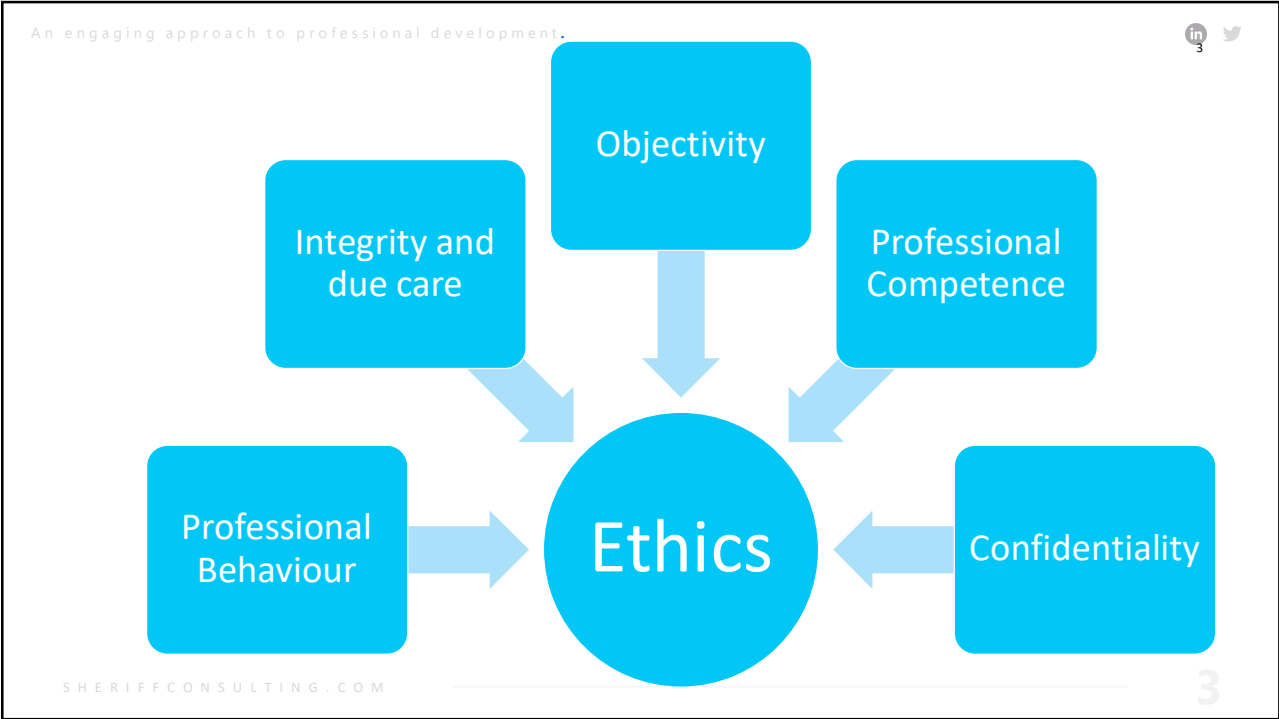 An engaging approach to professional development.
in
3
Objectivity
Integrity and
due care
Professional
Competence
Professional
Behaviour
Ethics
Confidentiality
SHERIFFCONSULTING.COM
3